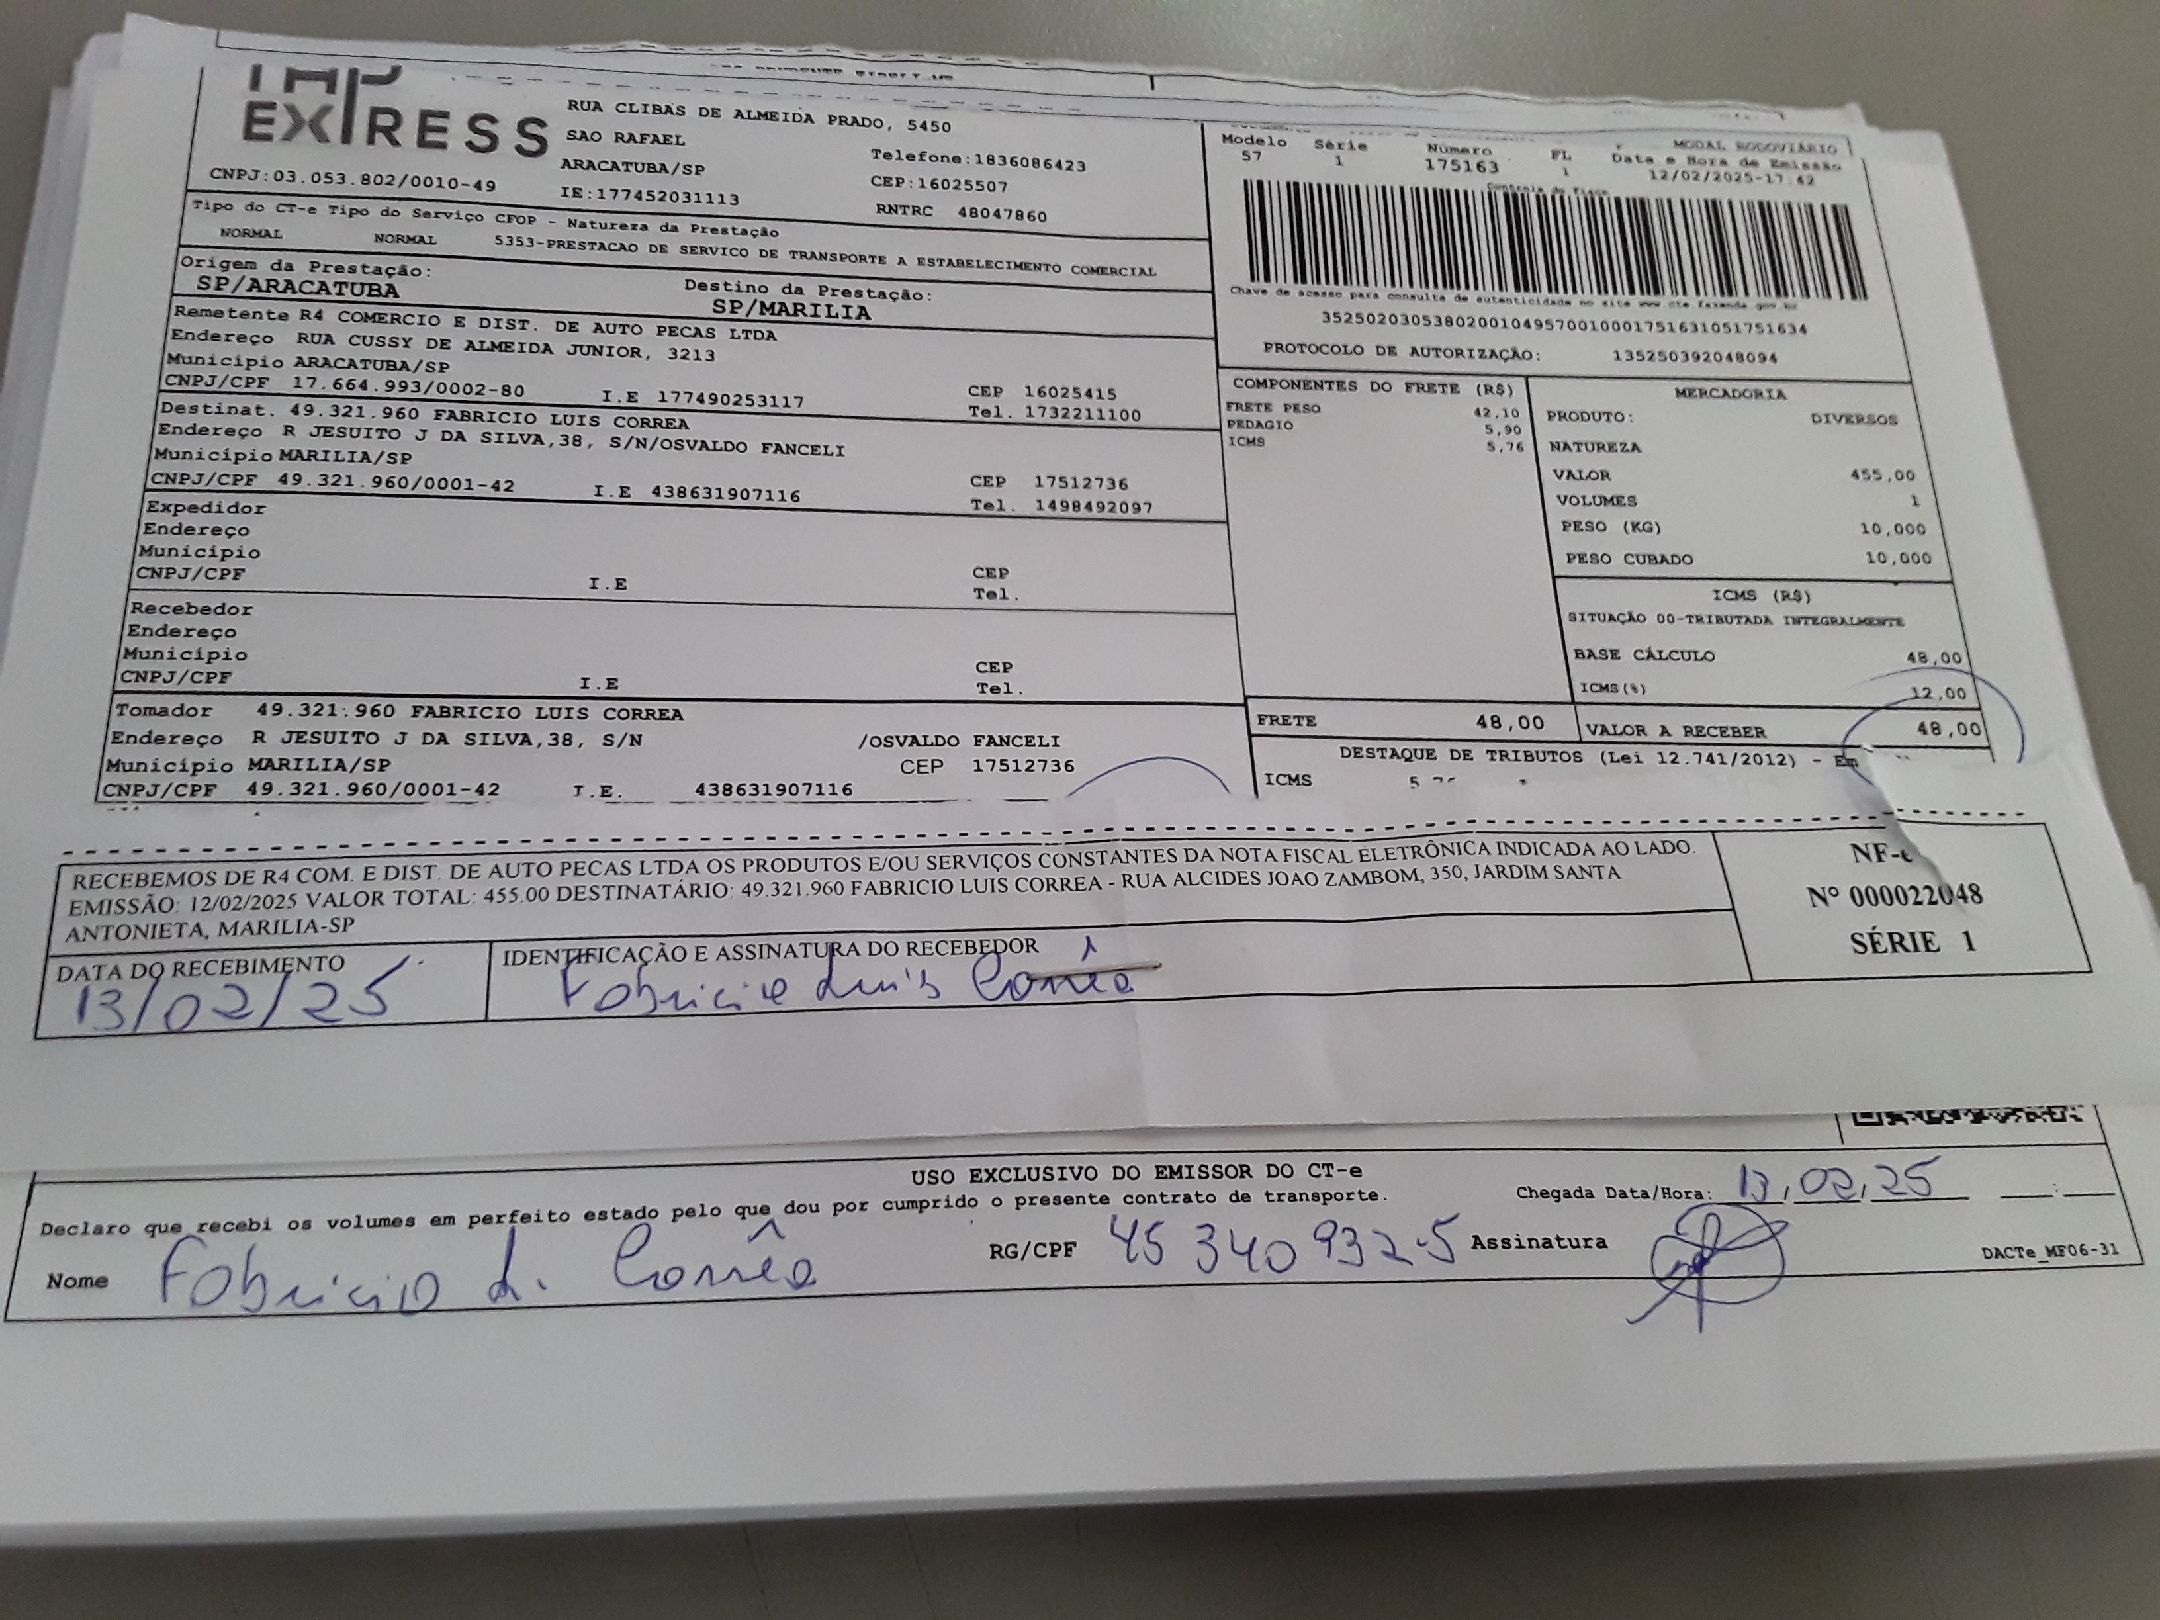 EXPRESS
RUA CLIBAS DE ALMEIDA PRADO, 5450
SAO RAFAEL
ARACATUBA/SP
Telefone:1836086423
CEP:16025507
CNPJ:03.053.802/0010-49
IE:177452031113
RNTRC 48047860
Tipo do CT-e Tipo do Serviço CFOP - Natureza da Prestação
NORMAL NORMAL 5353-PRESTACAO DE SERVICO DE TRANSPORTE A ESTABELECIMENTO COMERCIAL
Origem da Prestação: Destino da Prestação:
SP/ARACATUBA SP/MARILIA
Remetente R4 COMERCIO E DIST. DE AUTO PECAS LTDA
Endereço RUA CUSSY DE ALMEIDA JUNIOR, 3213
Município ARACATUBA/SP CEP 16025415
CNPJ/CPF 17.664.993/0002-80 I.E 177490253117 Tel. 1732211100
Destinat. 49.321.960 FABRICIO LUIS CORREA
Endereço R JESUITO J DA SILVA,38, S/N/OSVALDO FANCELI
Município MARILIA/SP CEP 17512736
CNPJ/CPF 49.321.960/0001-42 I.E 438631907116 Tel. 1498492097
Expedidor
Endereço
Município CEP
CNPJ/CPF I.E Tel.
Recebedor
Endereço
Município CEP
CNPJ/CPF I.E Tel.
Tomador 49.321.960 FABRICIO LUIS CORREA
Endereço R JESUITO J DA SILVA,38, S/N /OSVALDO FANCELI
Município MARILIA/SP CEP 17512736
CNPJ/CPF 49.321.960/0001-42 I.E. 438631907116
MODAL RODOVIÁRIO
Modelo Série Número FL Data e Hora de Emissão
57 1 175163 1 12/02/2025-17:42
Controle do Fisco
Chave de acesso para consulta de autenticidade no site www.cte.fazenda.gov.br
35250203053802001049570010001751631051751634
PROTOCOLO DE AUTORIZAÇÃO: 135250392048094
COMPONENTES DO FRETE (R$)
FRETE PESO 42,10
PEDAGIO 5,90
ICMS 5,76
MERCADORIA
PRODUTO: DIVERSOS
NATUREZA
VALOR 455,00
VOLUMES 1
PESO (KG) 10,000
PESO CUBADO 10,000
ICMS (R$)
SITUAÇÃO 00-TRIBUTADA INTEGRALMENTE
BASE CÁLCULO 48,00
ICMS(%) 12,00
FRETE 48,00 VALOR A RECEBER 48,00
DESTAQUE DE TRIBUTOS (Lei 12.741/2012) - Em
ICMS
RECEBEMOS DE R4 COM. E DIST. DE AUTO PECAS LTDA OS PRODUTOS E/OU SERVIÇOS CONSTANTES DA NOTA FISCAL ELETRÔNICA INDICADA AO LADO.
EMISSÃO: 12/02/2025 VALOR TOTAL: 455.00 DESTINATÁRIO: 49.321.960 FABRICIO LUIS CORREA - RUA ALCIDES JOAO ZAMBOM, 350, JARDIM SANTA
ANTONIETA, MARILIA-SP
NF-e
Nº 000022048
SÉRIE 1
DATA DO RECEBIMENTO
13/02/25
IDENTIFICAÇÃO E ASSINATURA DO RECEBEDOR
Fabricio Luis Corrêa
USO EXCLUSIVO DO EMISSOR DO CT-e
Declaro que recebi os volumes em perfeito estado pelo que dou por cumprido o presente contrato de transporte.
Chegada Data/Hora: 13/02/25
Nome Fabricio L. Corrêa RG/CPF 45 340 932-5 Assinatura
DACTe_MF06-31